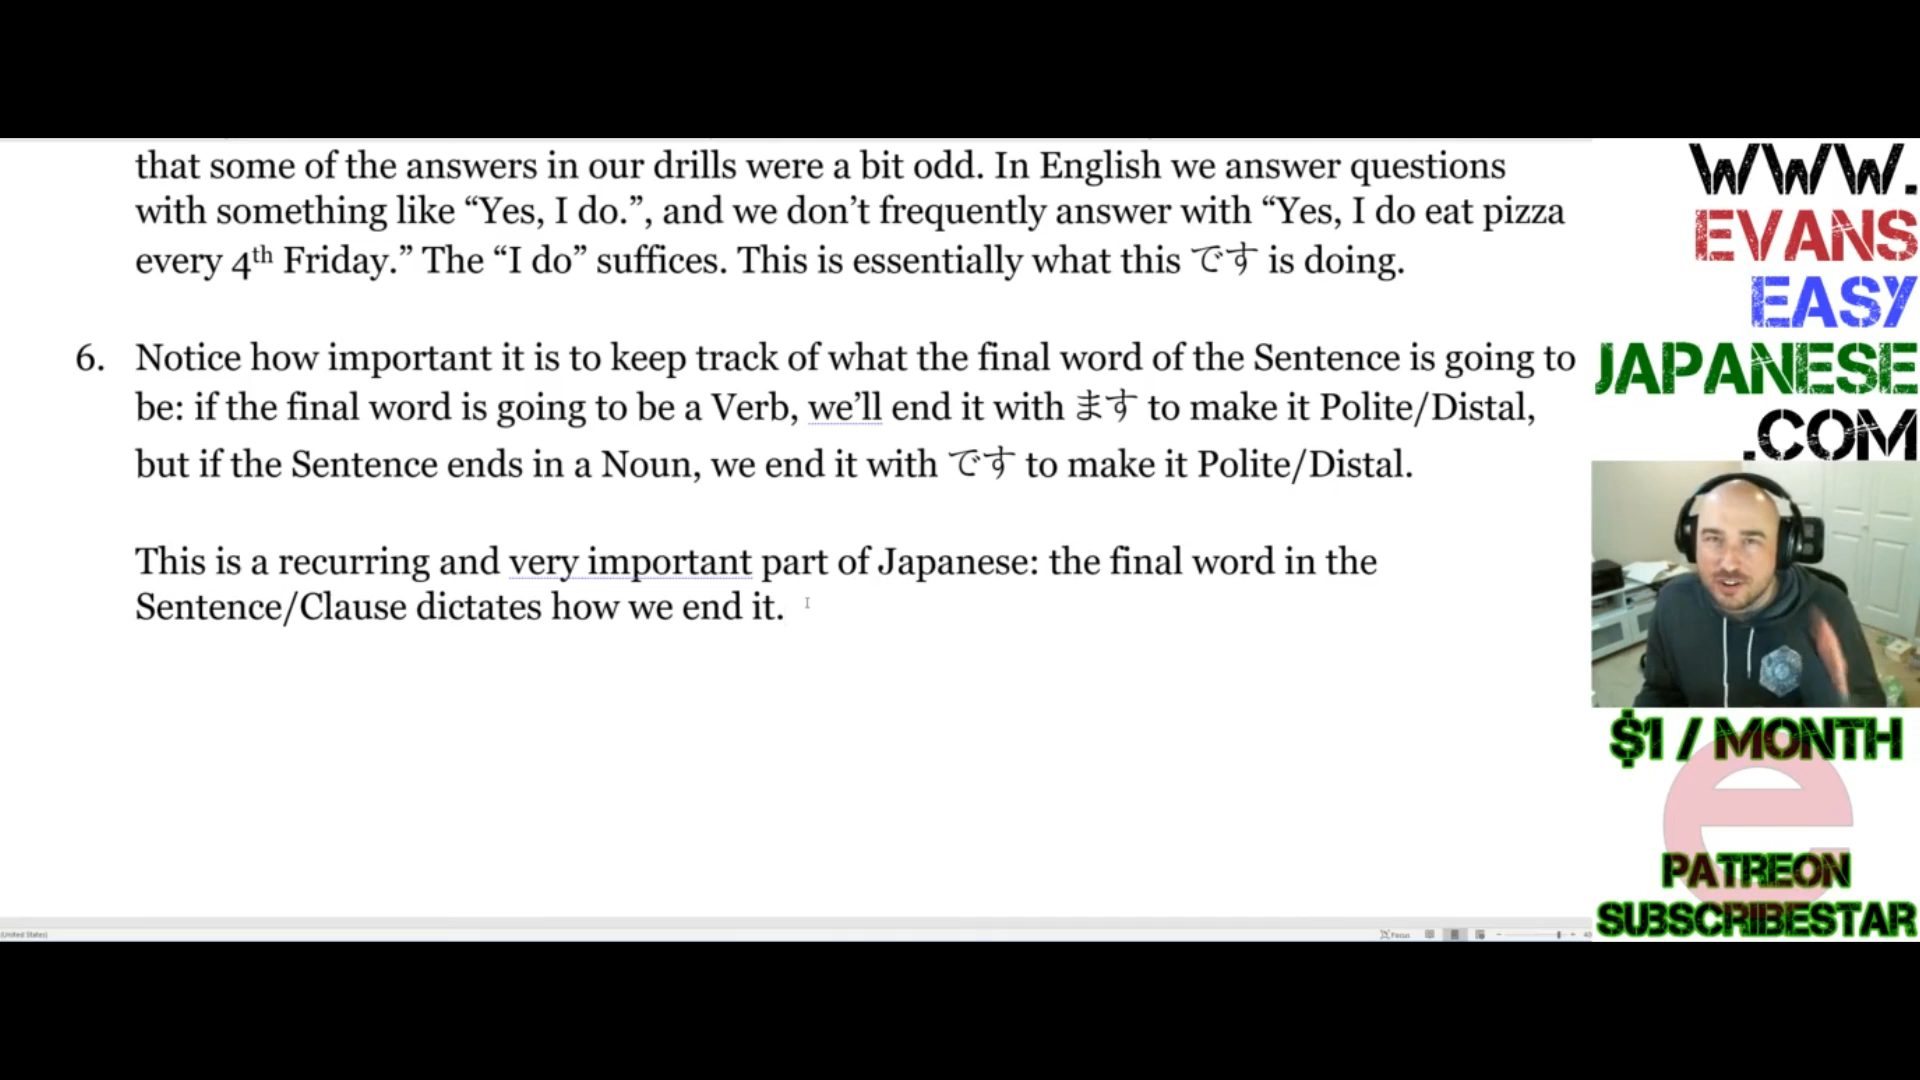 that some of the answers in our drills were a bit odd. In English we answer questions
with something like “Yes, I do.”, and we don’t frequently answer with “Yes, I do eat pizza
every 4th Friday.” The “I do” suffices. This is essentially what this です is doing.
6. Notice how important it is to keep track of what the final word of the Sentence is going to
be: if the final word is going to be a Verb, we’ll end it with ます to make it Polite/Distal,
but if the Sentence ends in a Noun, we end it with です to make it Polite/Distal.
This is a recurring and very important part of Japanese: the final word in the
Sentence/Clause dictates how we end it.
WWW.
EVANS
EASY
JAPANESE
.COM
$1 / MONTH
e
PATREON
SUBSCRIBESTAR
(United States)
Focus